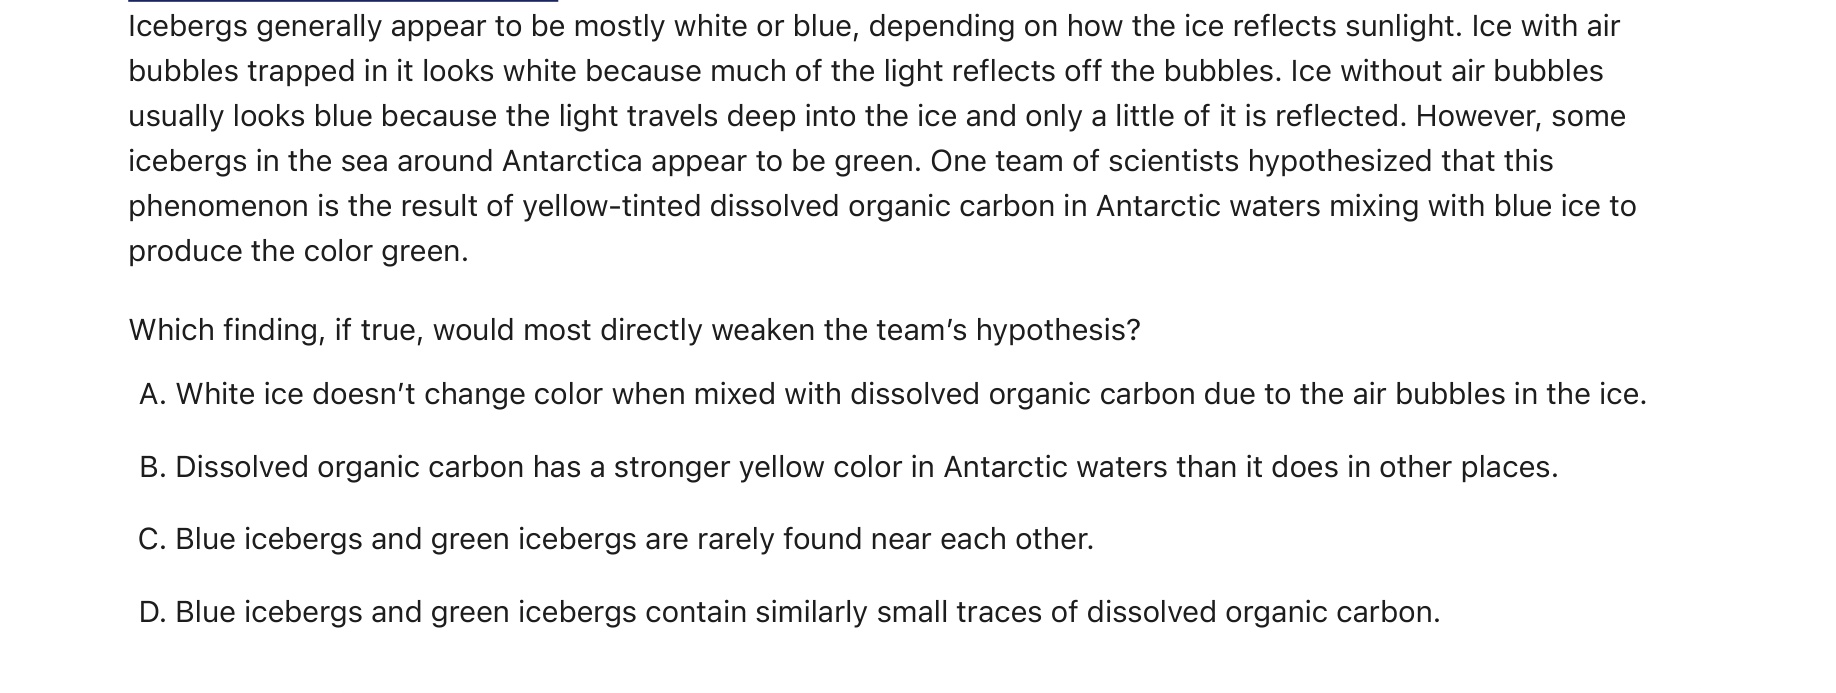 Icebergs generally appear to be mostly white or blue, depending on how the ice reflects sunlight. Ice with air
bubbles trapped in it looks white because much of the light reflects off the bubbles. Ice without air bubbles
usually looks blue because the light travels deep into the ice and only a little of it is reflected. However, some
icebergs in the sea around Antarctica appear to be green. One team of scientists hypothesized that this
phenomenon is the result of yellow-tinted dissolved organic carbon in Antarctic waters mixing with blue ice to
produce the color green.
Which finding, if true, would most directly weaken the team’s hypothesis?
A. White ice doesn’t change color when mixed with dissolved organic carbon due to the air bubbles in the ice.
B. Dissolved organic carbon has a stronger yellow color in Antarctic waters than it does in other places.
C. Blue icebergs and green icebergs are rarely found near each other.
D. Blue icebergs and green icebergs contain similarly small traces of dissolved organic carbon.